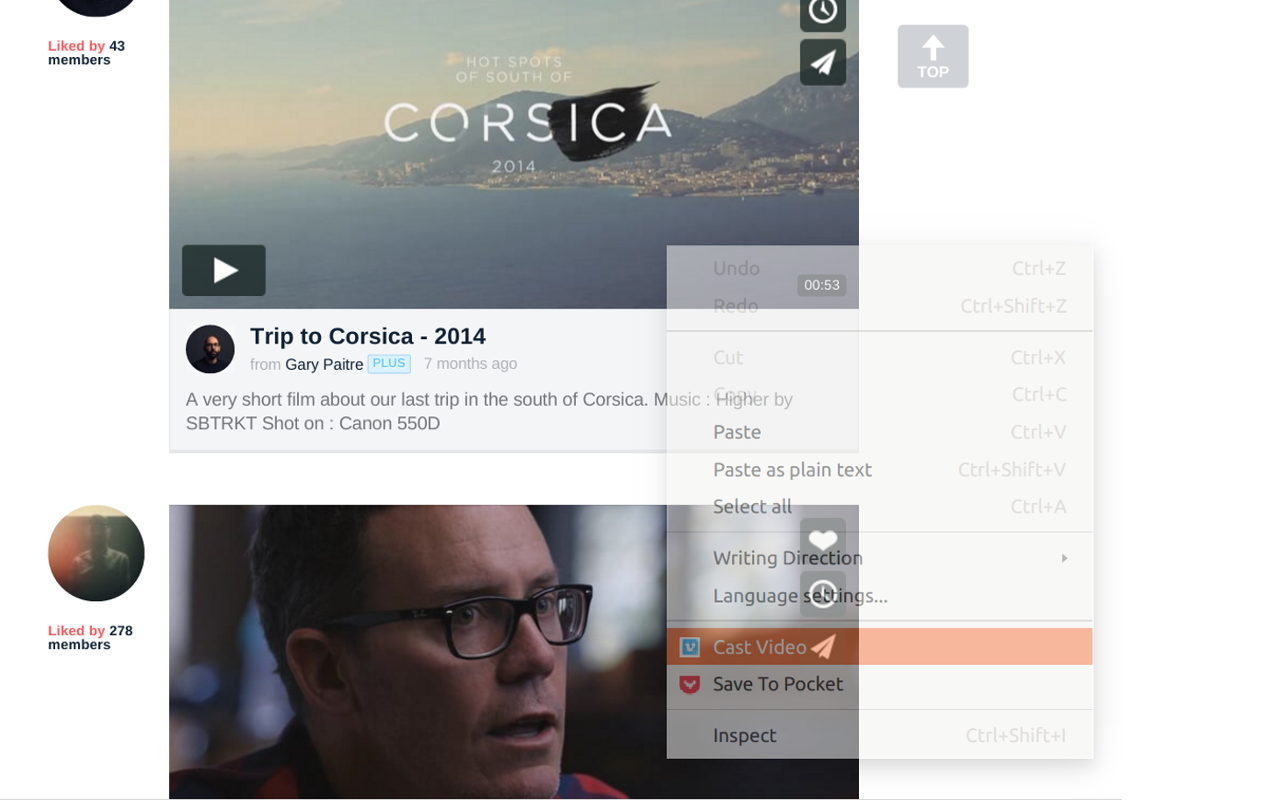 Liked by 43
members
HOT SPOTS
OF SOUTH OF
CORSICA
2014
TOP
00:53
Trip to Corsica - 2014
from Gary Paitre PLUS 7 months ago
A very short film about our last trip in the south of Corsica. Music : Higher by
SBTRKT Shot on : Canon 550D
Liked by 278
members
Undo Ctrl+Z
Redo Ctrl+Shift+Z
Cut Ctrl+X
Copy Ctrl+C
Paste Ctrl+V
Paste as plain text Ctrl+Shift+V
Select all Ctrl+A
Writing Direction
Language settings...
Cast Video
Save To Pocket
Inspect Ctrl+Shift+I